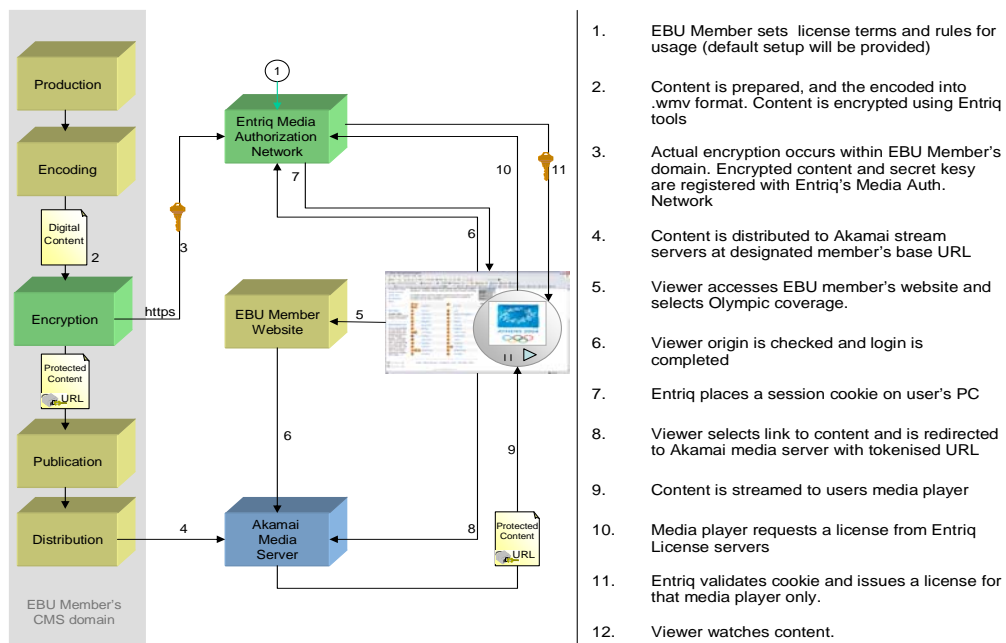 Production
Encoding
Digital
Content
2
Encryption
https
Protected
Content
URL
Publication
Distribution
EBU Member's
CMS domain
1
Entriq Media
Authorization
Network
3
7
6
10
11
EBU Member
Website
5
6
9
8
4
Akamai
Media
Server
Protected
Content
URL
1. EBU Member sets license terms and rules for
usage (default setup will be provided)
2. Content is prepared, and the encoded into
.wmv format. Content is encrypted using Entriq
tools
3. Actual encryption occurs within EBU Member's
domain. Encrypted content and secret kesy
are registered with Entriq's Media Auth.
Network
4. Content is distributed to Akamai stream
servers at designated member's base URL
5. Viewer accesses EBU member's website and
selects Olympic coverage.
6. Viewer origin is checked and login is
completed
7. Entriq places a session cookie on user's PC
8. Viewer selects link to content and is redirected
to Akamai media server with tokenised URL
9. Content is streamed to users media player
10. Media player requests a license from Entriq
License servers
11. Entriq validates cookie and issues a license for
that media player only.
12. Viewer watches content.